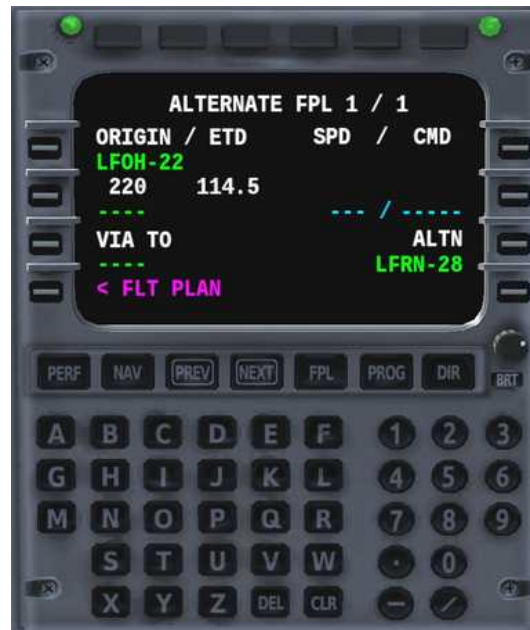 ALTERNATE FPL 1 / 1
ORIGIN / ETD SPD / CMD
LFOH-22
220 114.5
---- --- / -----
VIA TO ALTN
---- LFRN-28
< FLT PLAN
PERF NAV PREV NEXT FPL PROG DIR BRT
A B C D E F 1 2 3
G H I J K L 4 5 6
M N O P Q R 7 8 9
S T U V W . 0
X Y Z DEL CLR - /